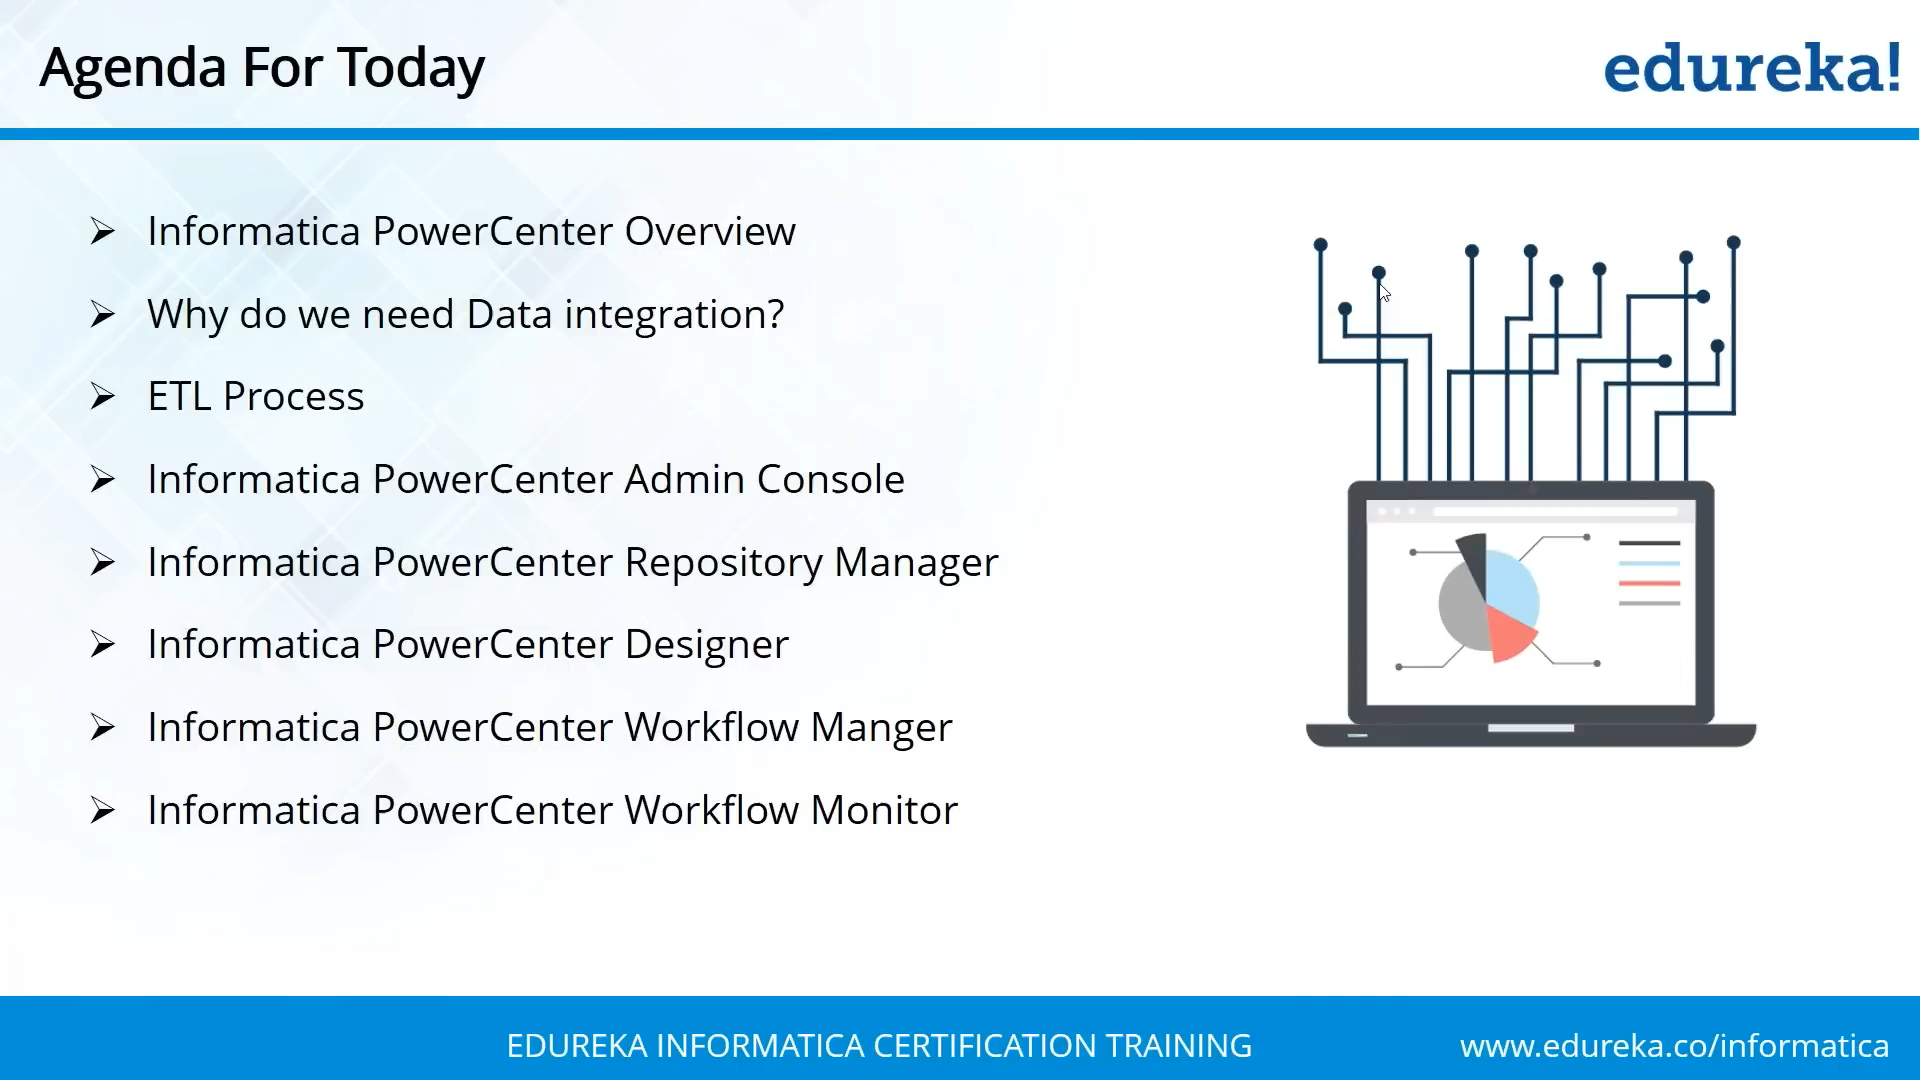 Agenda For Today
edureka!
Informatica PowerCenter Overview
Why do we need Data integration?
ETL Process
Informatica PowerCenter Admin Console
Informatica PowerCenter Repository Manager
Informatica PowerCenter Designer
Informatica PowerCenter Workflow Manger
Informatica PowerCenter Workflow Monitor
EDUREKA INFORMATICA CERTIFICATION TRAINING
www.edureka.co/informatica